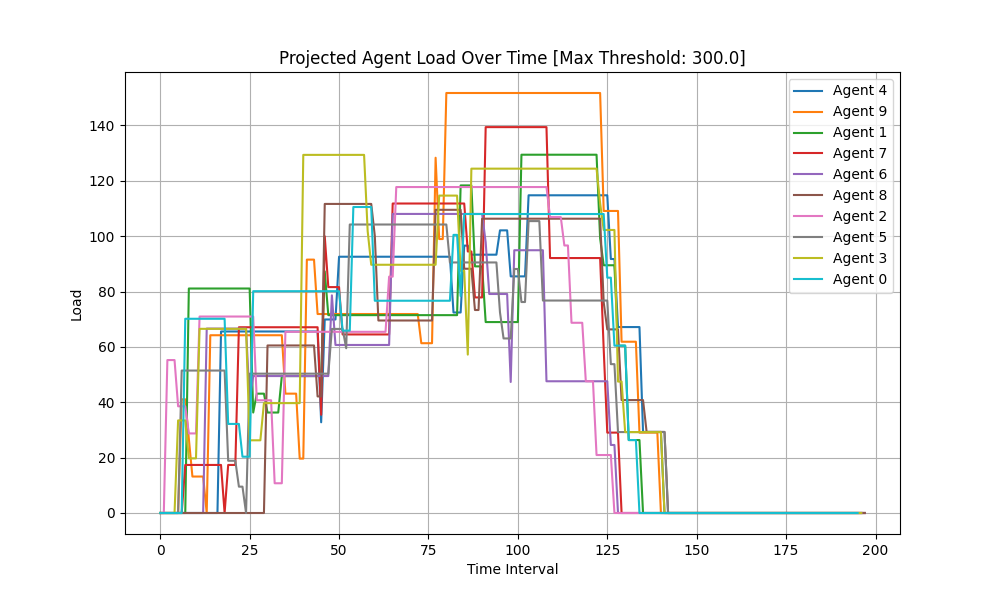 Projected Agent Load Over Time [Max Threshold: 300.0]
Load
140
120
100
80
60
40
20
0
0 25 50 75 100 125 150 175 200
Time Interval
Agent 4
Agent 9
Agent 1
Agent 7
Agent 6
Agent 8
Agent 2
Agent 5
Agent 3
Agent 0